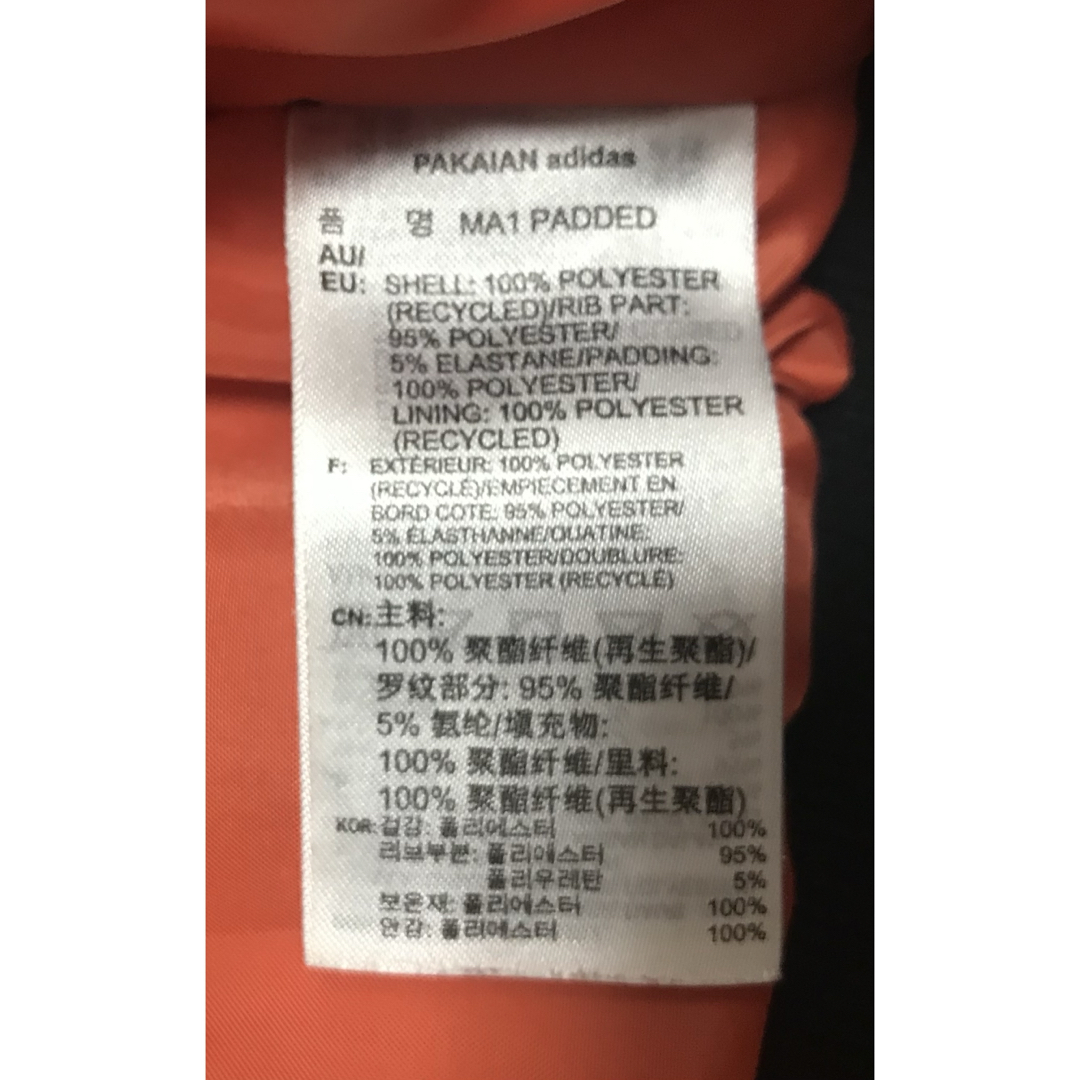 PAKAIAN adidas
품 명 MA1 PADDED
AU/
EU: SHELL: 100% POLYESTER
(RECYCLED)/RIB PART:
95% POLYESTER/
5% ELASTANE/PADDING:
100% POLYESTER/
LINING: 100% POLYESTER
(RECYCLED)
F: EXTÉRIEUR: 100% POLYESTER
(RECYCLÉ)/EMPIECEMENT EN
BORD COTE: 95% POLYESTER/
5% ÉLASTHANNE/OUATINE:
100% POLYESTER/DOUBLURE:
100% POLYESTER (RECYCLÉ)
CN: 主料:
100% 聚酯纤维(再生聚酯)/
罗纹部分: 95% 聚酯纤维/
5% 氨纶/填充物:
100% 聚酯纤维/里料:
100% 聚酯纤维(再生聚酯)
KOR: 겉감: 폴리에스터 100%
리브부분: 폴리에스터 95%
폴리우레탄 5%
보온재: 폴리에스터 100%
안감: 폴리에스터 100%